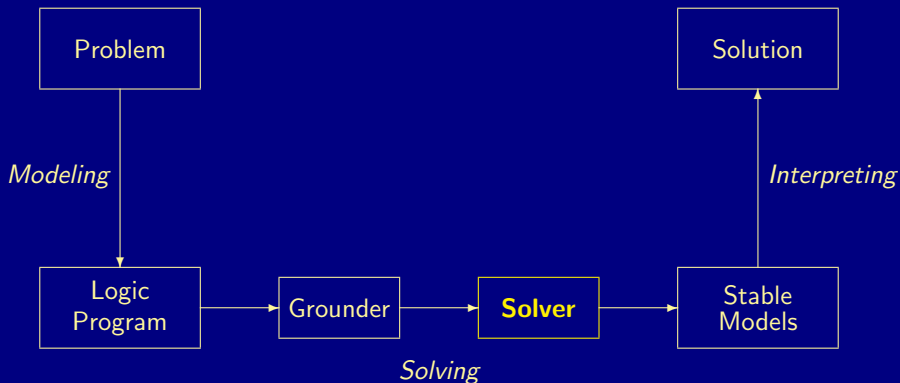 Problem
Solution
Modeling
Interpreting
Logic
Program
Grounder
Solver
Stable
Models
Solving